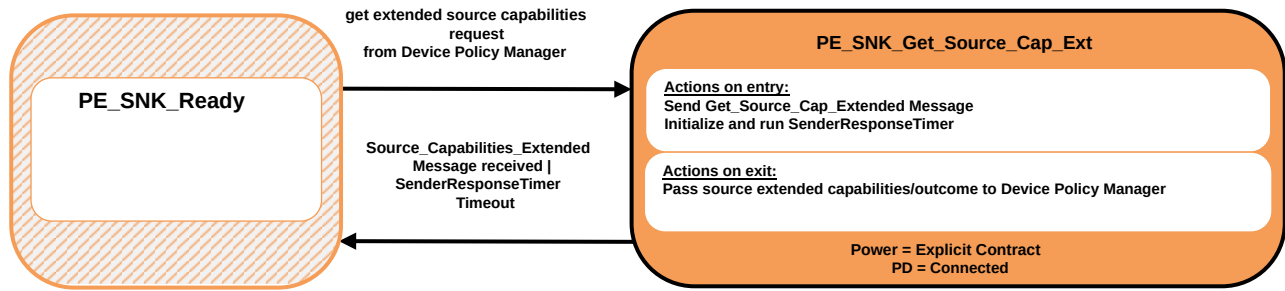 get extended source capabilities
request
from Device Policy Manager
PE_SNK_Ready
Source_Capabilities_Extended
Message received |
SenderResponseTimer
Timeout
PE_SNK_Get_Source_Cap_Ext
Actions on entry:
Send Get_Source_Cap_Extended Message
Initialize and run SenderResponseTimer
Actions on exit:
Pass source extended capabilities/outcome to Device Policy Manager
Power = Explicit Contract
PD = Connected